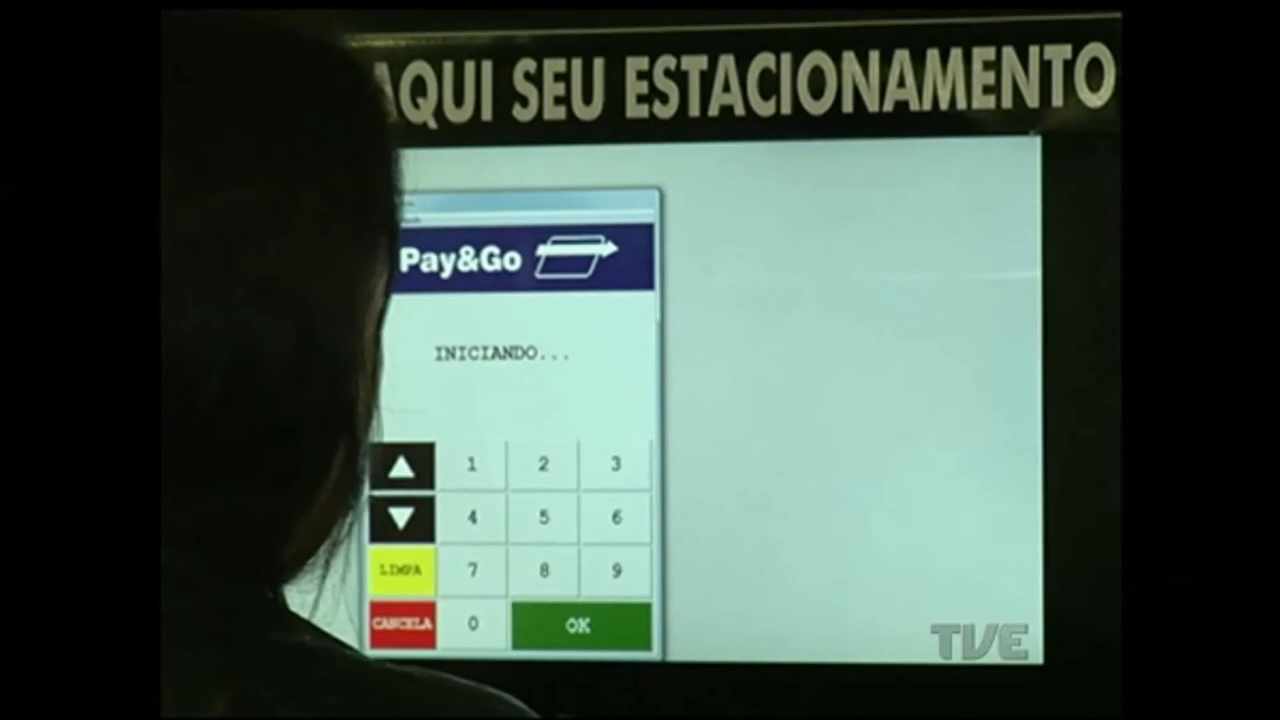 AQUI SEU ESTACIONAMENTO
Pay&Go
INICIANDO...
1 2 3
4 5 6
LIMPA 7 8 9
CANCELA 0 OK
TVE